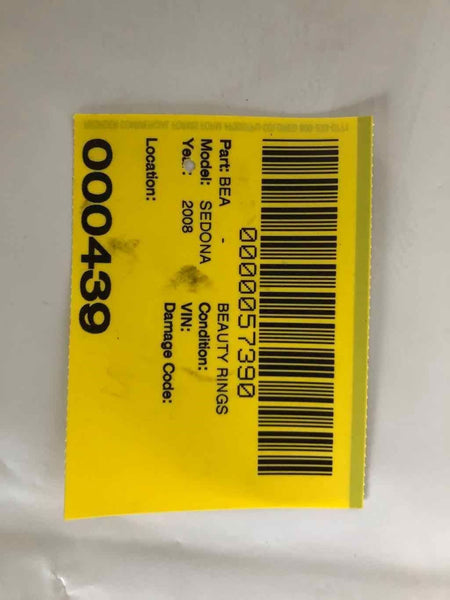 0000057390
Part: BEA - BEAUTY RINGS
Model: SEDONA Condition:
Year: 2008 VIN:
Damage Code:
Location:
000439